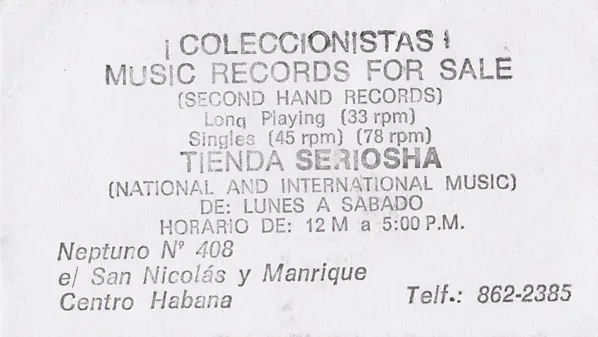 ¡ COLECCIONISTAS !
MUSIC RECORDS FOR SALE
(SECOND HAND RECORDS)
Long Playing (33 rpm)
Singles (45 rpm) (78 rpm)
TIENDA SERIOSHA
(NATIONAL AND INTERNATIONAL MUSIC)
DE: LUNES A SABADO
HORARIO DE: 12 M a 5:00 P.M.
Neptuno Nº 408
e/ San Nicolás y Manrique
Centro Habana
Telf.: 862-2385